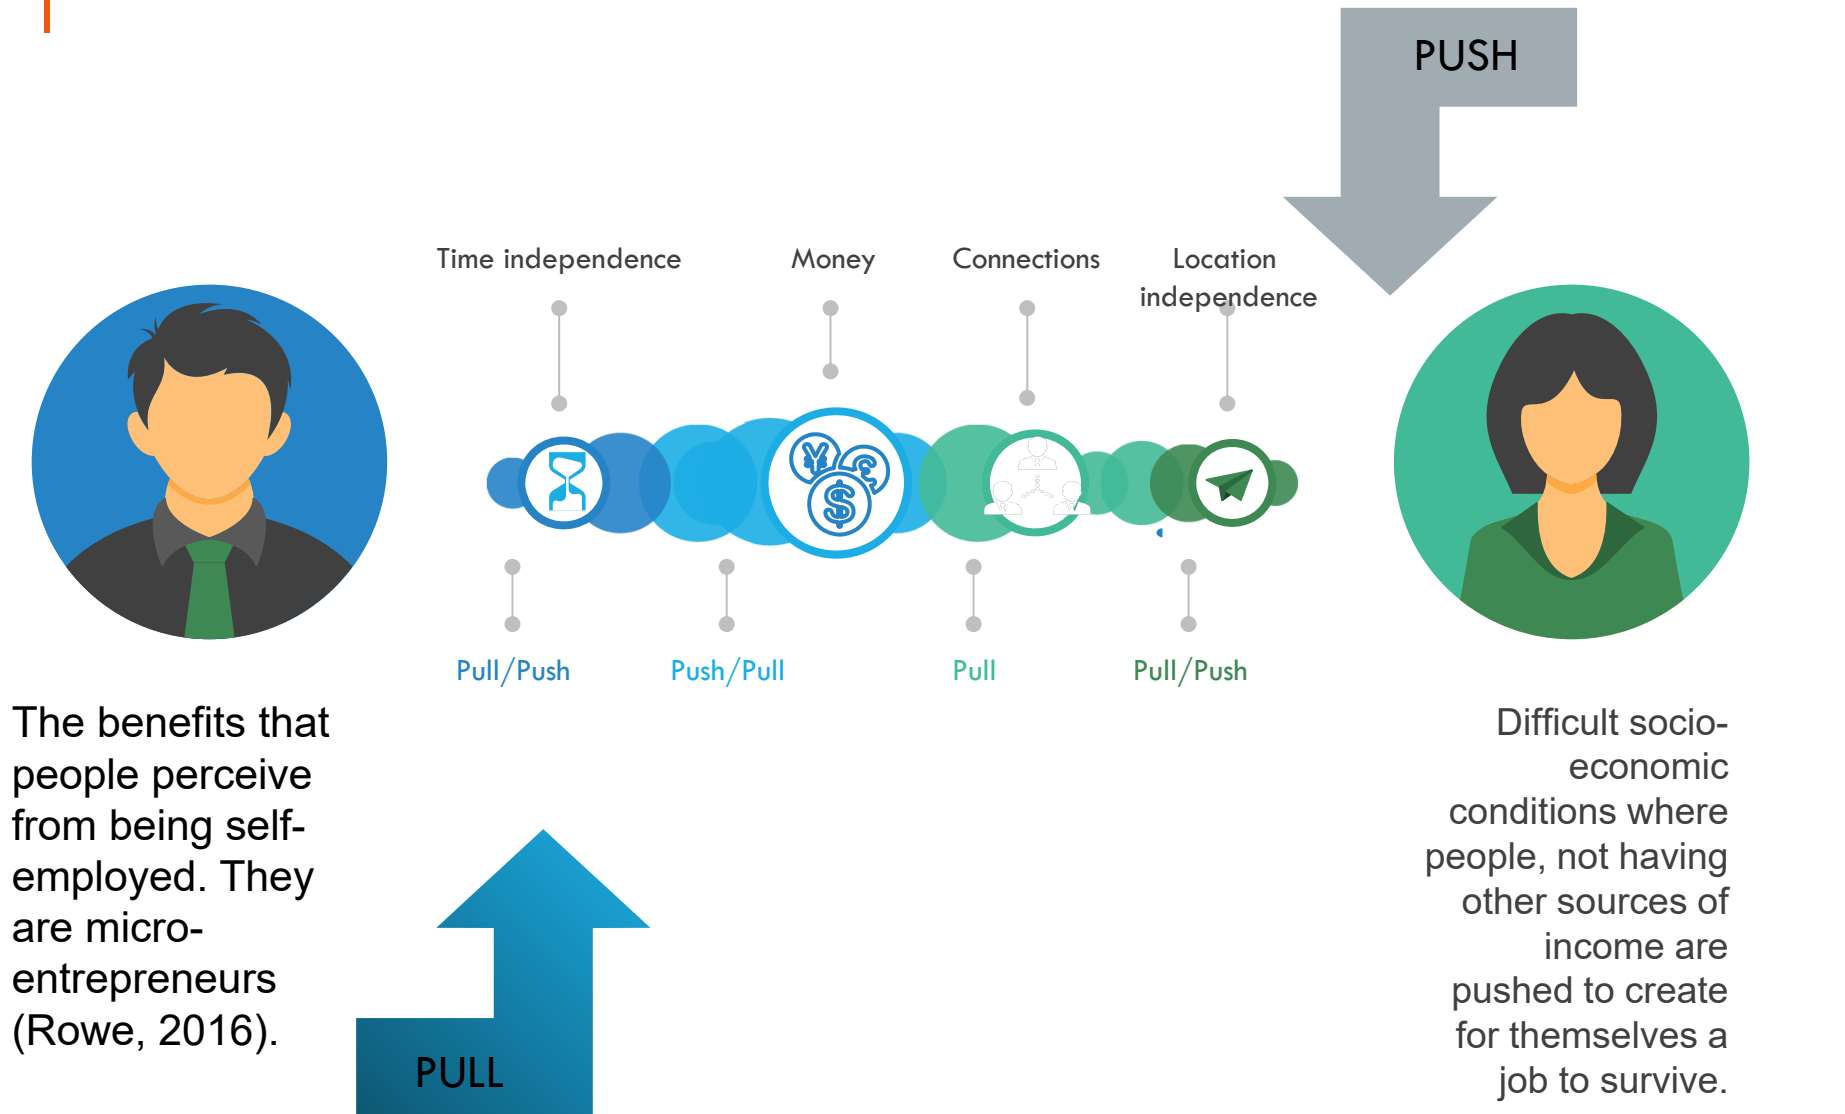 PUSH
Time independence
Money
Connections
Location
independence
Pull/Push
Push/Pull
Pull
Pull/Push
The benefits that
people perceive
from being self-
employed. They
are micro-
entrepreneurs
(Rowe, 2016).
PULL
Difficult socio-
economic
conditions where
people, not having
other sources of
income are
pushed to create
for themselves a
job to survive.